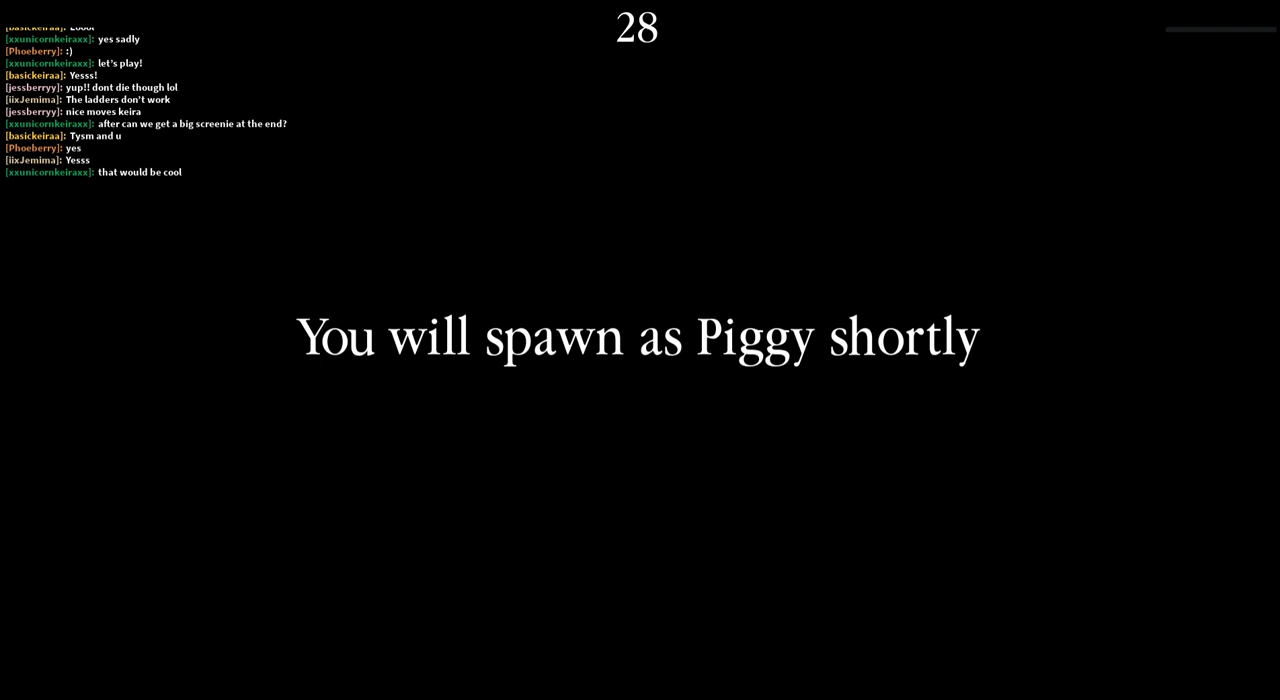 28
[basickeiraa]: Loool
[xxunicornkeiraxx]: yes sadly
[Phoeberry]: :)
[xxunicornkeiraxx]: let's play!
[basickeiraa]: Yesss!
[jessberryy]: yup!! dont die though lol
[iixJemima]: The ladders don't work
[jessberryy]: nice moves keira
[xxunicornkeiraxx]: after can we get a big screenie at the end?
[basickeiraa]: Tysm and u
[Phoeberry]: yes
[iixJemima]: Yesss
[xxunicornkeiraxx]: that would be cool
You will spawn as Piggy shortly